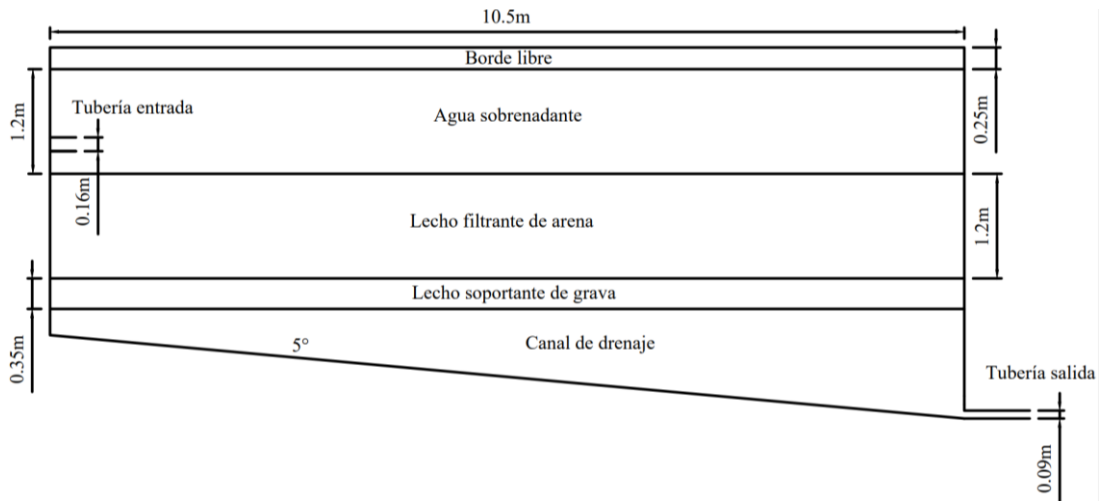 10.5m
Borde libre
1.2m
Tubería entrada
Agua sobrenadante
0.25m
0.16m
Lecho filtrante de arena
1.2m
Lecho soportante de grava
0.35m
5°
Canal de drenaje
Tubería salida
0.09m